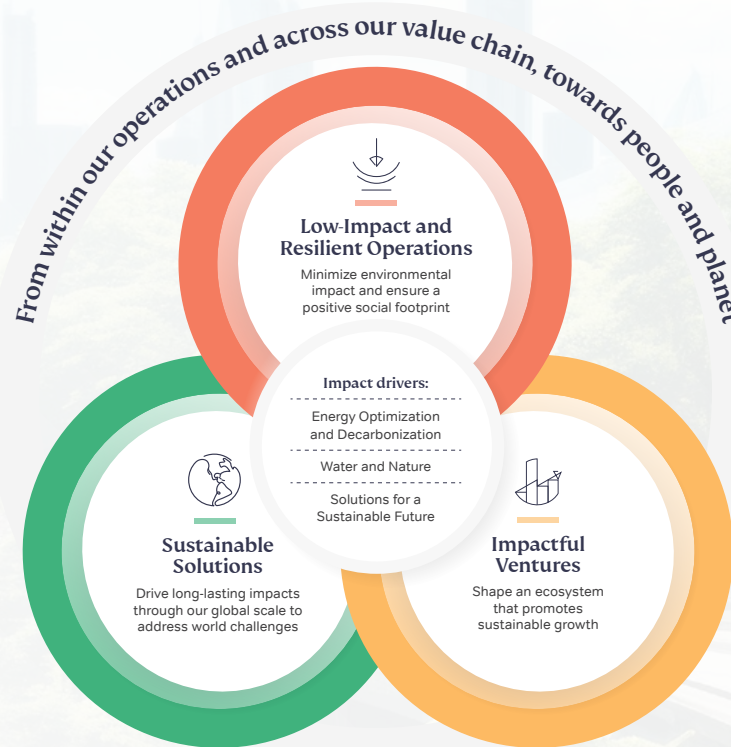 From within our operations and across our value chain, towards people and planet
Low-Impact and
Resilient Operations
Minimize environmental
impact and ensure a
positive social footprint
Impact drivers:
Energy Optimization
and Decarbonization
Water and Nature
Solutions for a
Sustainable Future
Sustainable
Solutions
Drive long-lasting impacts
through our global scale to
address world challenges
Impactful
Ventures
Shape an ecosystem
that promotes
sustainable growth